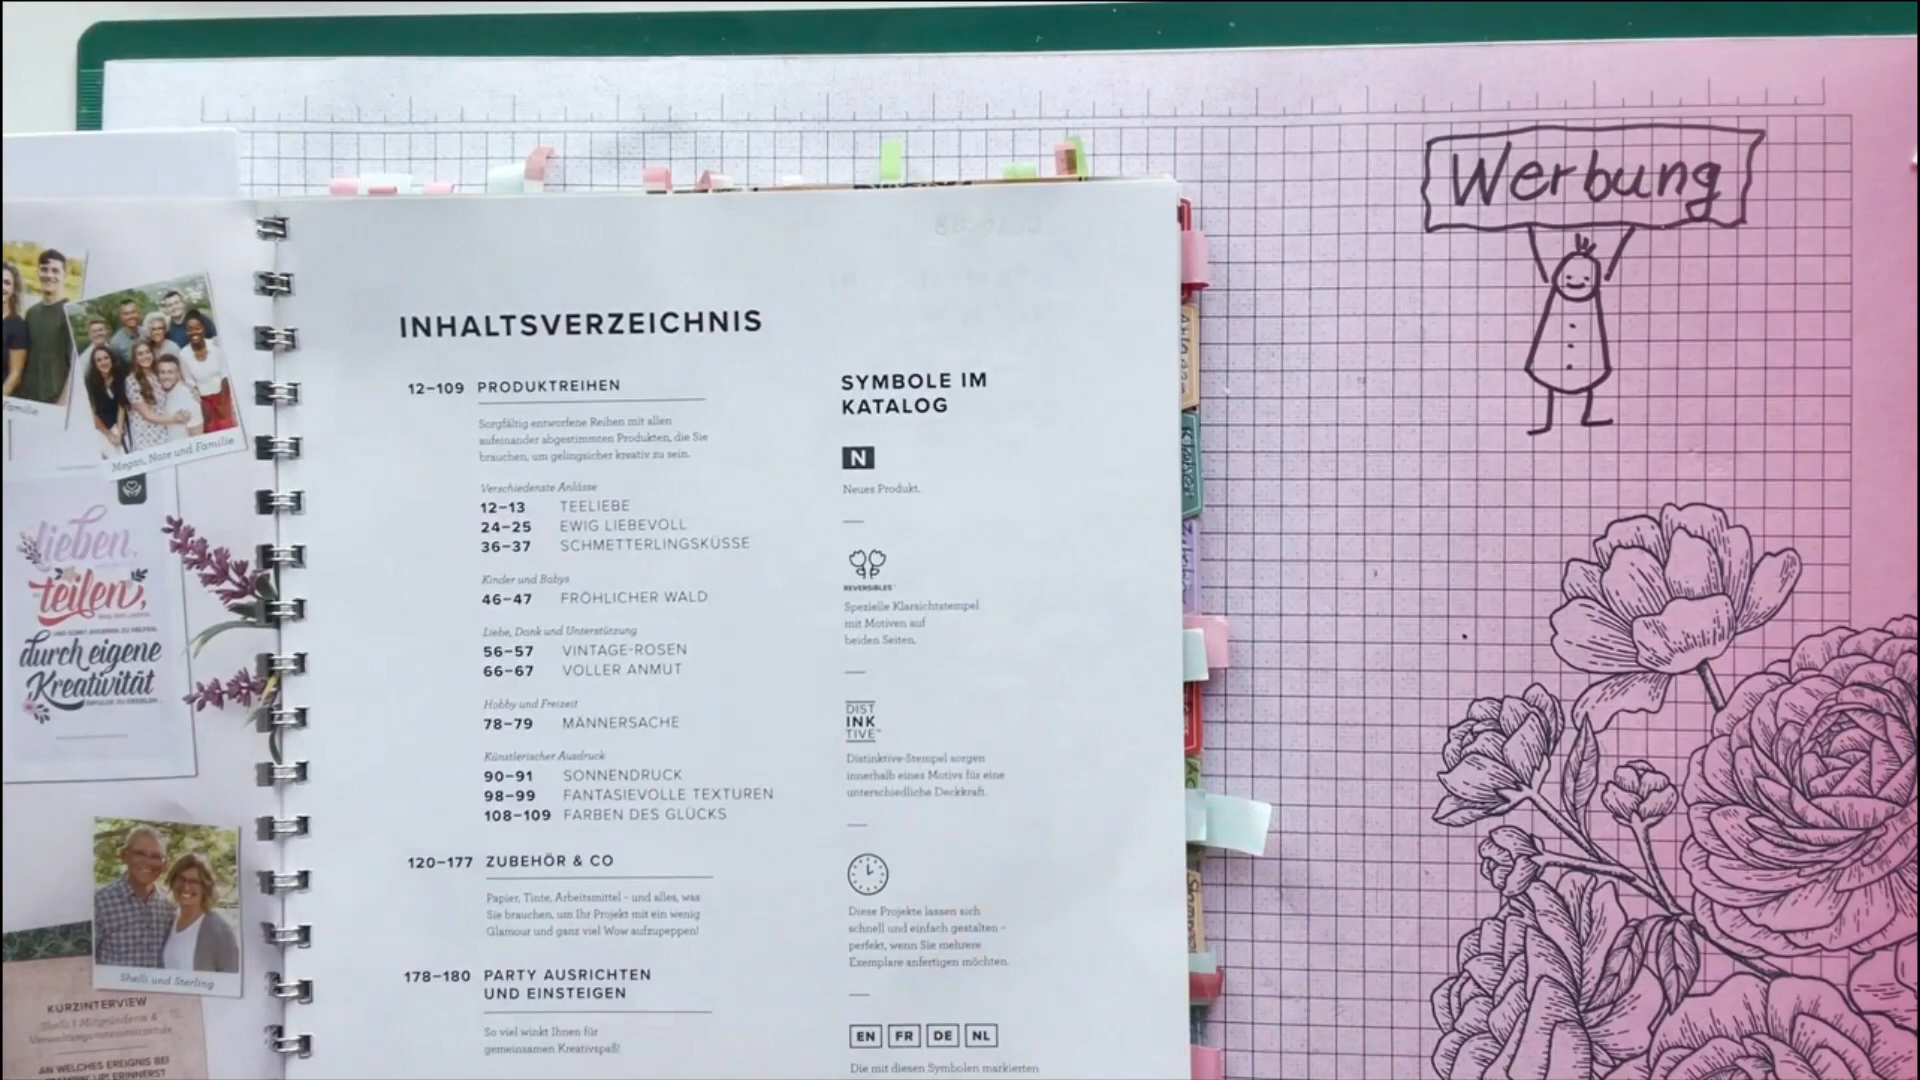 Werbung
Familie
Megan, Nate und Familie
lieben,
teilen,
durch eigene
Kreativität
Shelli und Sterling
KURZINTERVIEW
AN WELCHES EREIGNIS BEI
INHALTSVERZEICHNIS
12–109 PRODUKTREIHEN
Sorgfältig entworfene Reihen mit allen
aufeinander abgestimmten Produkten, die Sie
brauchen, um gelingsicher kreativ zu sein.
Verschiedenste Anlässe
12–13 TEELIEBE
24–25 EWIG LIEBEVOLL
36–37 SCHMETTERLINGSKÜSSE
Kinder und Babys
46–47 FRÖHLICHER WALD
Liebe, Dank und Unterstützung
56–57 VINTAGE-ROSEN
66–67 VOLLER ANMUT
Hobby und Freizeit
78–79 MÄNNERSACHE
Künstlerischer Ausdruck
90–91 SONNENDRUCK
98–99 FANTASIEVOLLE TEXTUREN
108–109 FARBEN DES GLÜCKS
120–177 ZUBEHÖR & CO
Papier, Tinte, Arbeitsmittel – und alles, was
Sie brauchen, um Ihr Projekt mit ein wenig
Glamour und ganz viel Wow aufzupeppen!
178–180 PARTY AUSRICHTEN
UND EINSTEIGEN
So viel winkt Ihnen für
gemeinsamen Kreativspaß!
SYMBOLE IM
KATALOG
N
Neues Produkt.
REVERSIBLES
Spezielle Klarsichtstempel
mit Motiven auf
beiden Seiten.
DIST
INK
TIVE™
Distinktive-Stempel sorgen
innerhalb eines Motivs für eine
unterschiedliche Deckkraft.
Diese Projekte lassen sich
schnell und einfach gestalten –
perfekt, wenn Sie mehrere
Exemplare anfertigen möchten.
EN FR DE NL
Die mit diesen Symbolen markierten